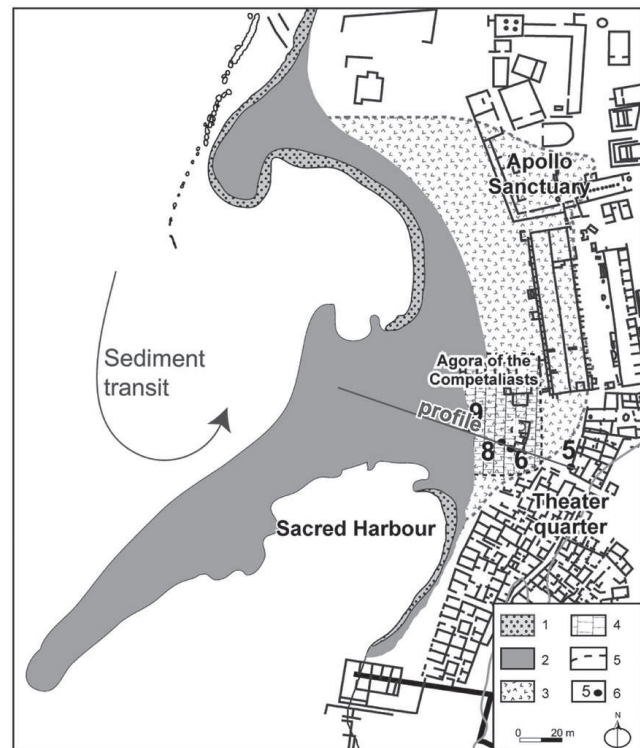 Apollo
Sanctuary
Sediment
transit
Agora of the
Competaliasts
9
profile
8
6
5
Theater
quarter
Sacred Harbour
1
4
2
5
3
5
6
N
0
20 m